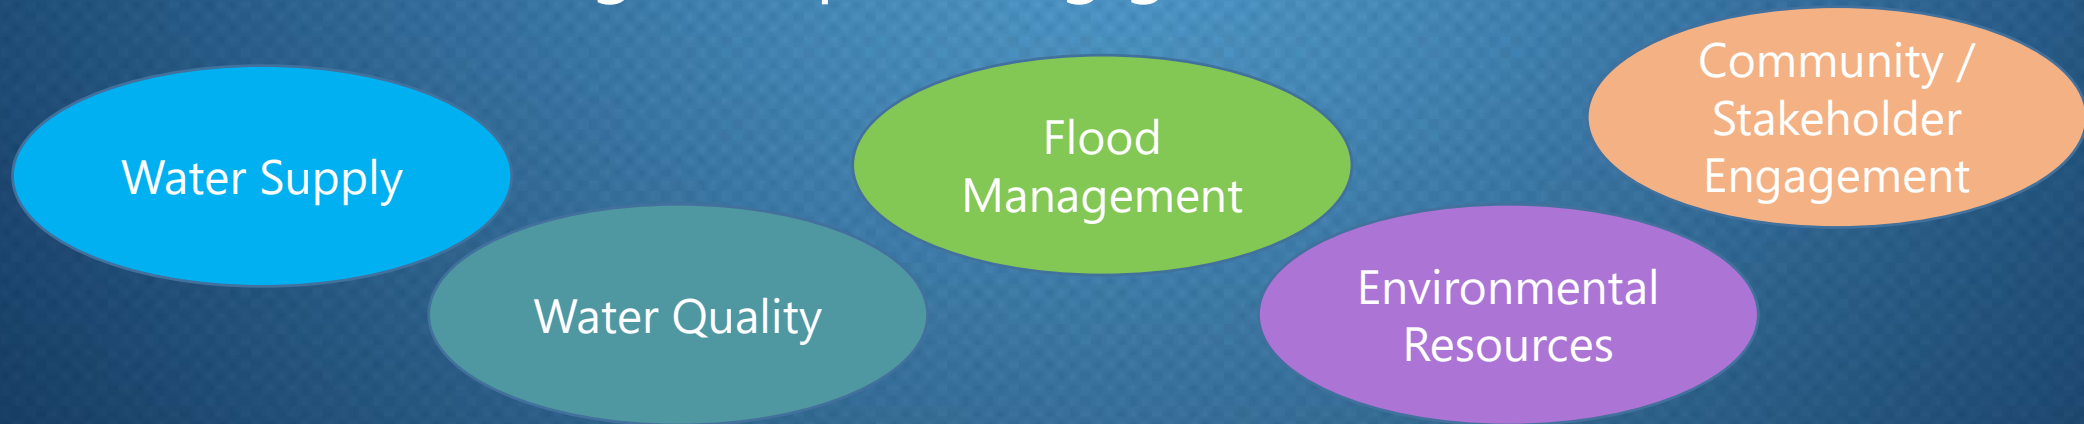 Water Supply
Water Quality
Flood
Management
Environmental
Resources
Community /
Stakeholder
Engagement